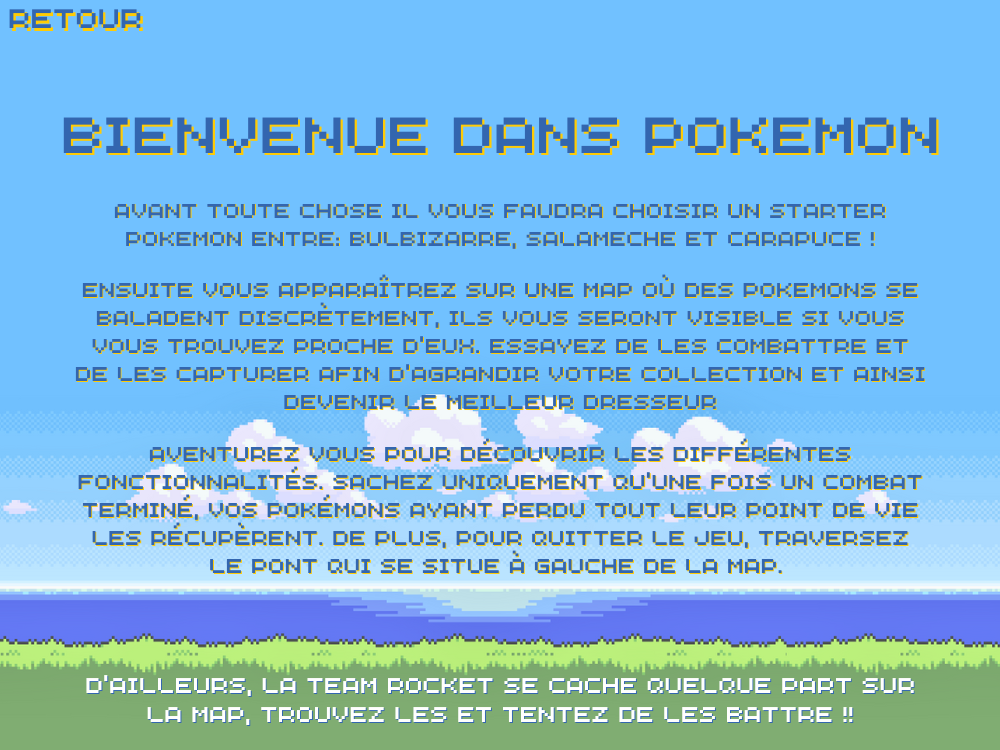 RETOUR
BIENVENUE DANS POKEMON
AVANT TOUTE CHOSE IL VOUS FAUDRA CHOISIR UN STARTER
POKEMON ENTRE: BULBIZARRE, SALAMECHE ET CARAPUCE !
ENSUITE VOUS APPARAÎTREZ SUR UNE MAP OÙ DES POKEMONS SE
BALADENT DISCRÈTEMENT, ILS VOUS SERONT VISIBLE SI VOUS
VOUS TROUVEZ PROCHE D'EUX. ESSAYEZ DE LES COMBATTRE ET
DE LES CAPTURER AFIN D'AGRANDIR VOTRE COLLECTION ET AINSI
DEVENIR LE MEILLEUR DRESSEUR
AVENTUREZ VOUS POUR DÉCOUVRIR LES DIFFÉRENTES
FONCTIONNALITÉS. SACHEZ UNIQUEMENT QU'UNE FOIS UN COMBAT
TERMINÉ, VOS POKÉMONS AYANT PERDU TOUT LEUR POINT DE VIE
LES RÉCUPÈRENT. DE PLUS, POUR QUITTER LE JEU, TRAVERSEZ
LE PONT QUI SE SITUE À GAUCHE DE LA MAP.
D'AILLEURS, LA TEAM ROCKET SE CACHE QUELQUE PART SUR
LA MAP, TROUVEZ LES ET TENTEZ DE LES BATTRE !!